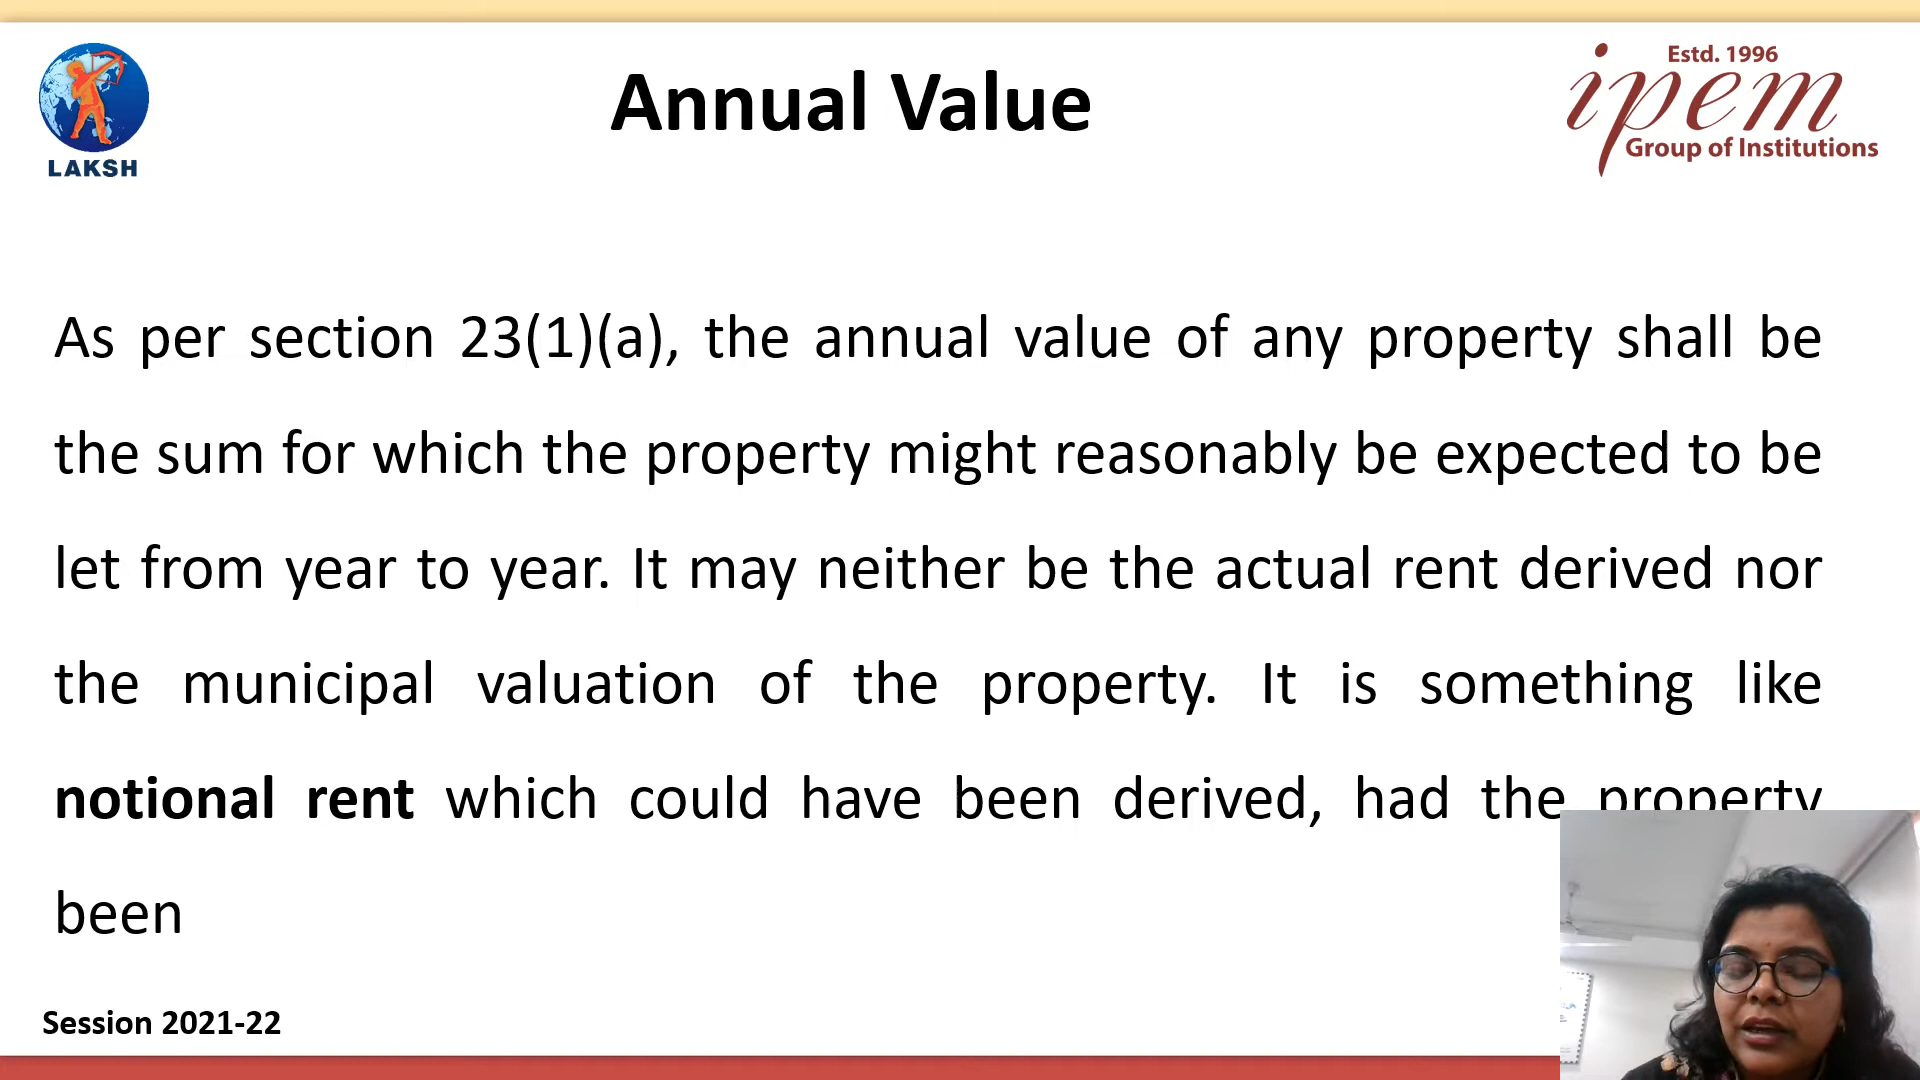 Annual Value
LAKSH
Estd. 1996
ipem
Group of Institutions
As per section 23(1)(a), the annual value of any property shall be
the sum for which the property might reasonably be expected to be
let from year to year. It may neither be the actual rent derived nor
the municipal valuation of the property. It is something like
notional rent which could have been derived, had the property
been
Session 2021-22